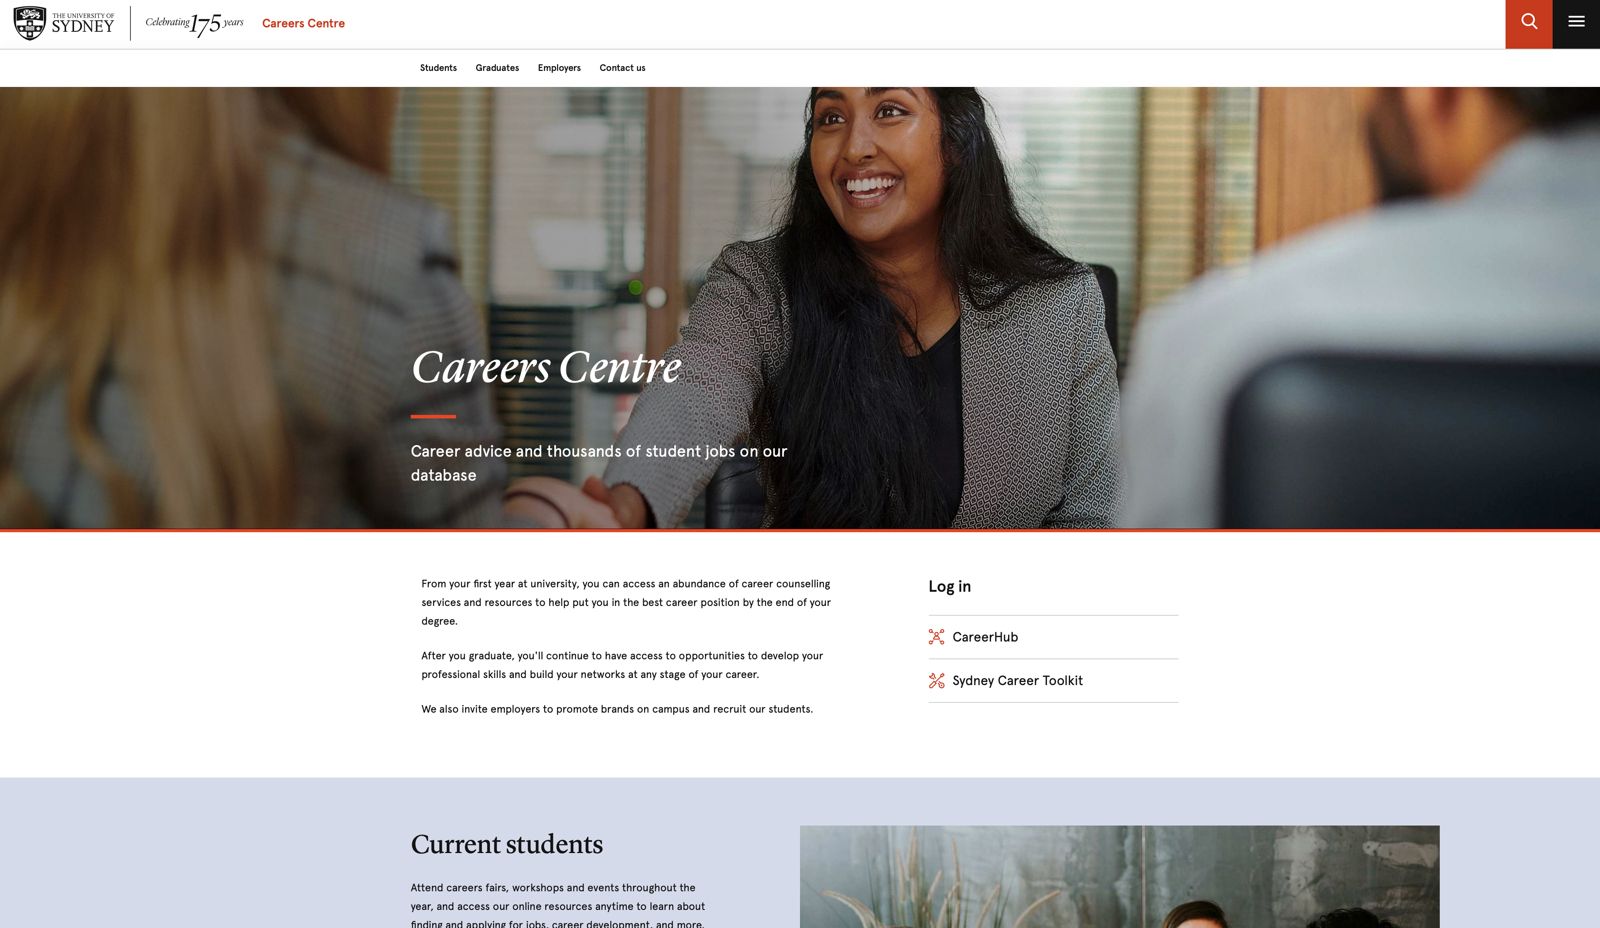 THE UNIVERSITY OF
SYDNEY
Celebrating 175 years
Careers Centre
Students Graduates Employers Contact us
Careers Centre
Career advice and thousands of student jobs on our
database
From your first year at university, you can access an abundance of career counselling
services and resources to help put you in the best career position by the end of your
degree.
After you graduate, you'll continue to have access to opportunities to develop your
professional skills and build your networks at any stage of your career.
We also invite employers to promote brands on campus and recruit our students.
Log in
CareerHub
Sydney Career Toolkit
Current students
Attend careers fairs, workshops and events throughout the
year, and access our online resources anytime to learn about
finding and applying for jobs, career development, and more.